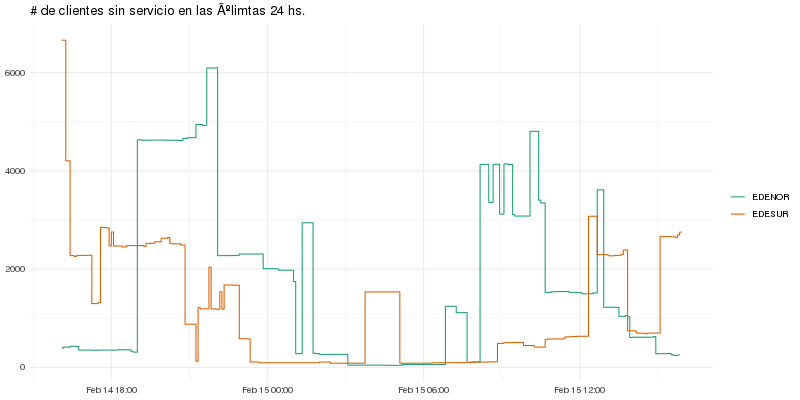 # de clientes sin servicio en las Ãºlimtas 24 hs.
6000
4000
2000
0
Feb 14 18:00
Feb 15 00:00
Feb 15 06:00
Feb 15 12:00
EDENOR
EDESUR